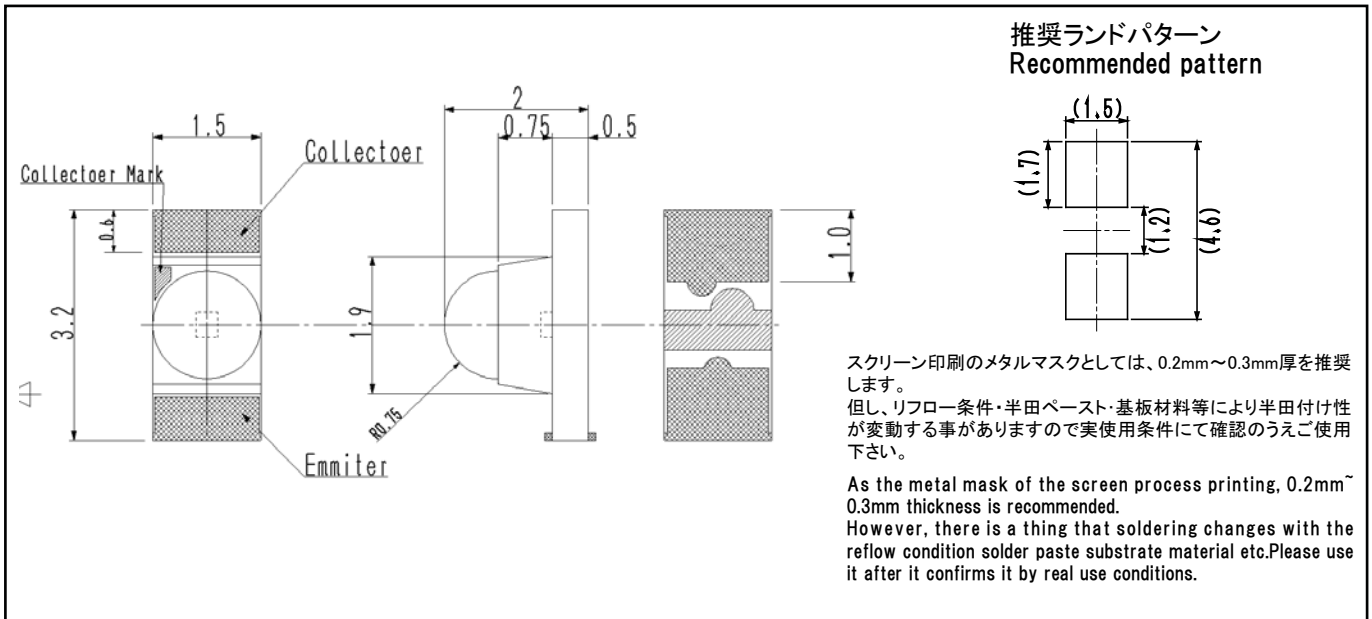 推奨ランドパターン
Recommended pattern
(1.5)
(1.7)
(1.2)
(4.6)
1.5
Collectoer
Collectoer Mark
0.6
3.2
Emmiter
2
0.75
0.5
1.9
R0.75
1.0
スクリーン印刷のメタルマスクとしては、0.2mm～0.3mm厚を推奨
します。
但し、リフロー条件・半田ペースト・基板材料等により半田付け性
が変動する事がありますので実使用条件にて確認のうえご使用
下さい。
As the metal mask of the screen process printing, 0.2mm~
0.3mm thickness is recommended.
However, there is a thing that soldering changes with the
reflow condition solder paste substrate material etc.Please use
it after it confirms it by real use conditions.